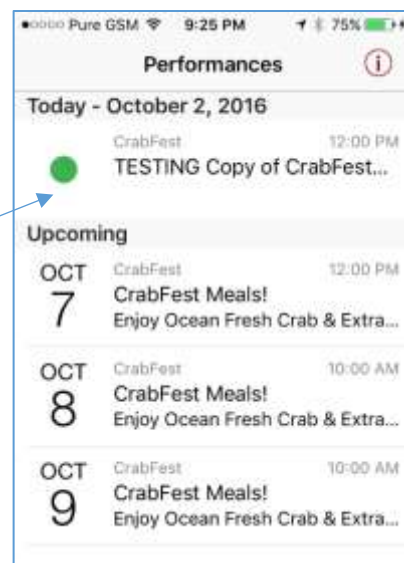 Pure GSM 9:25 PM 75%
Performances i
Today - October 2, 2016
CrabFest 12:00 PM
TESTING Copy of CrabFest...
Upcoming
OCT CrabFest 12:00 PM
7 CrabFest Meals!
Enjoy Ocean Fresh Crab & Extra...
OCT CrabFest 10:00 AM
8 CrabFest Meals!
Enjoy Ocean Fresh Crab & Extra...
OCT CrabFest 10:00 AM
9 CrabFest Meals!
Enjoy Ocean Fresh Crab & Extra...